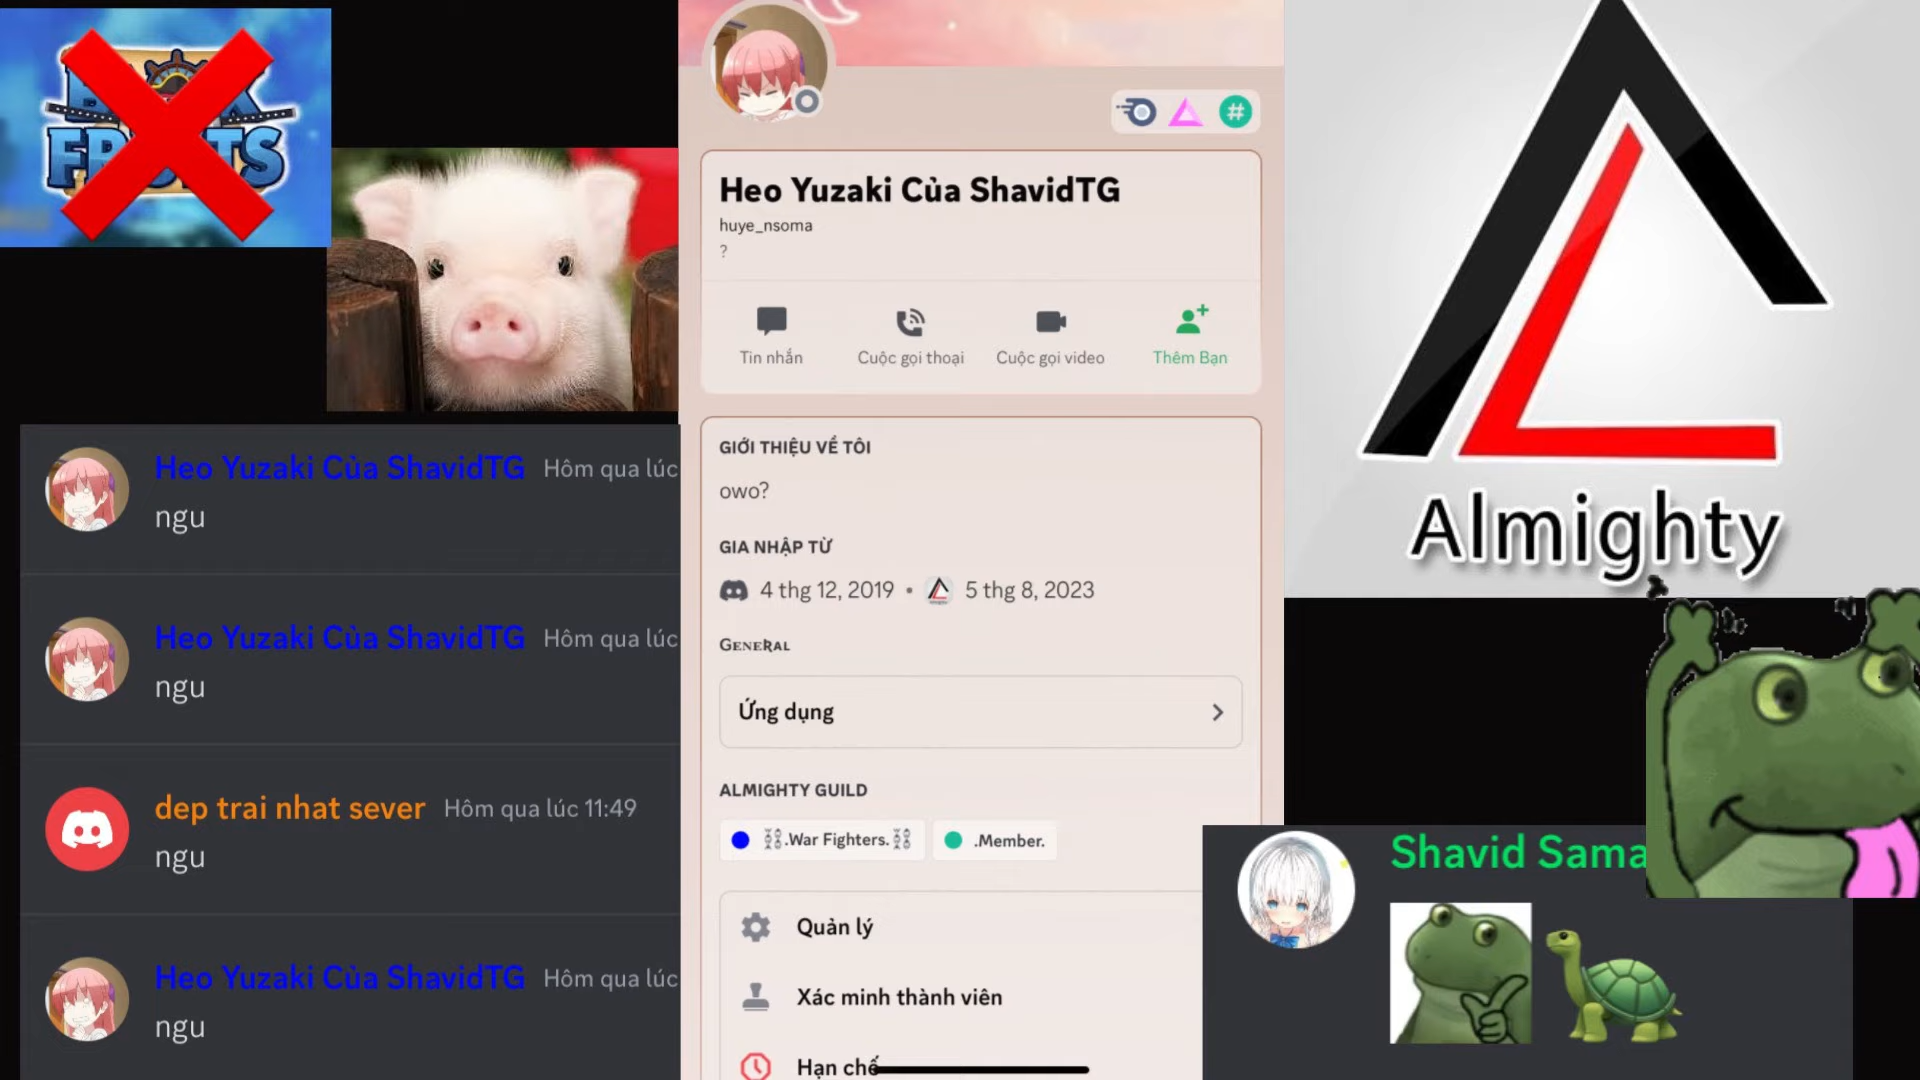 FRUITS
Heo Yuzaki Của ShavidTG
Hôm qua lúc
ngu
Heo Yuzaki Của ShavidTG
Hôm qua lúc
ngu
dep trai nhat sever
Hôm qua lúc 11:49
ngu
Heo Yuzaki Của ShavidTG
Hôm qua lúc
ngu
#
Heo Yuzaki Của ShavidTG
huye_nsoma
?
Tin nhắn
Cuộc gọi thoại
Cuộc gọi video
Thêm Bạn
GIỚI THIỆU VỀ TÔI
owo?
GIA NHẬP TỪ
4 thg 12, 2019 • 5 thg 8, 2023
GENERAL
Ứng dụng
ALMIGHTY GUILD
⛓.War Fighters.⛓
.Member.
Quản lý
Xác minh thành viên
Hạn chế
Almighty
Shavid Sama